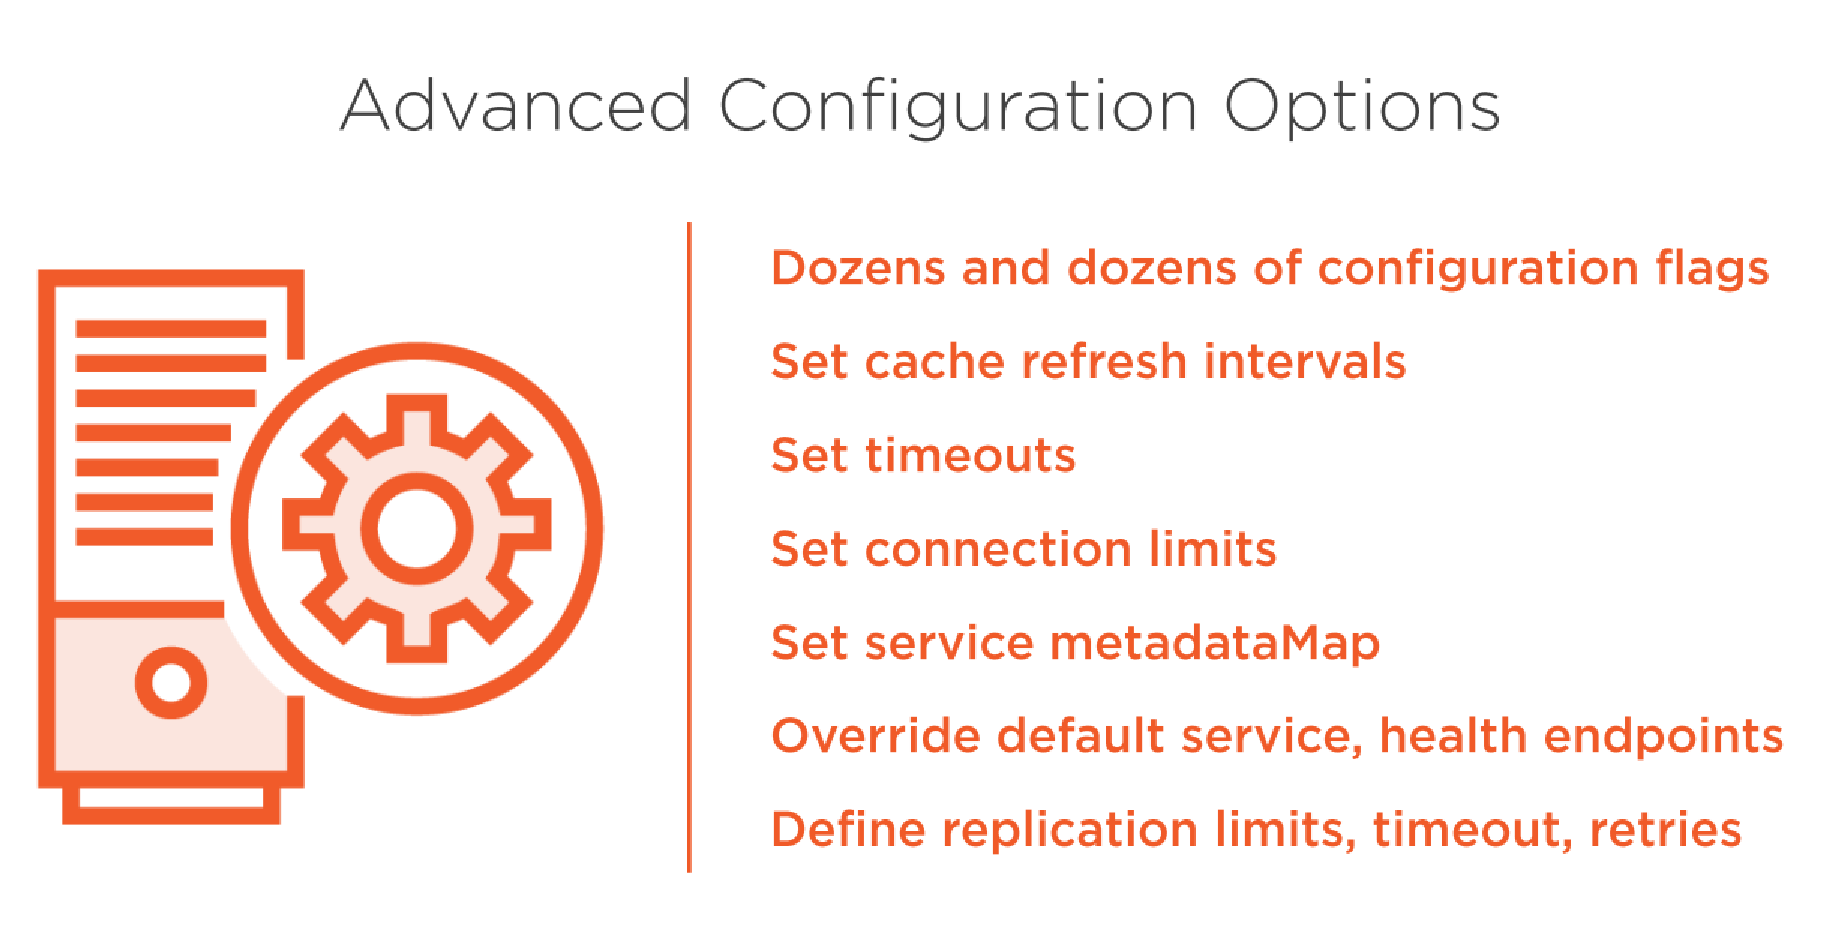 Advanced Configuration Options
Dozens and dozens of configuration flags
Set cache refresh intervals
Set timeouts
Set connection limits
Set service metadataMap
Override default service, health endpoints
Define replication limits, timeout, retries